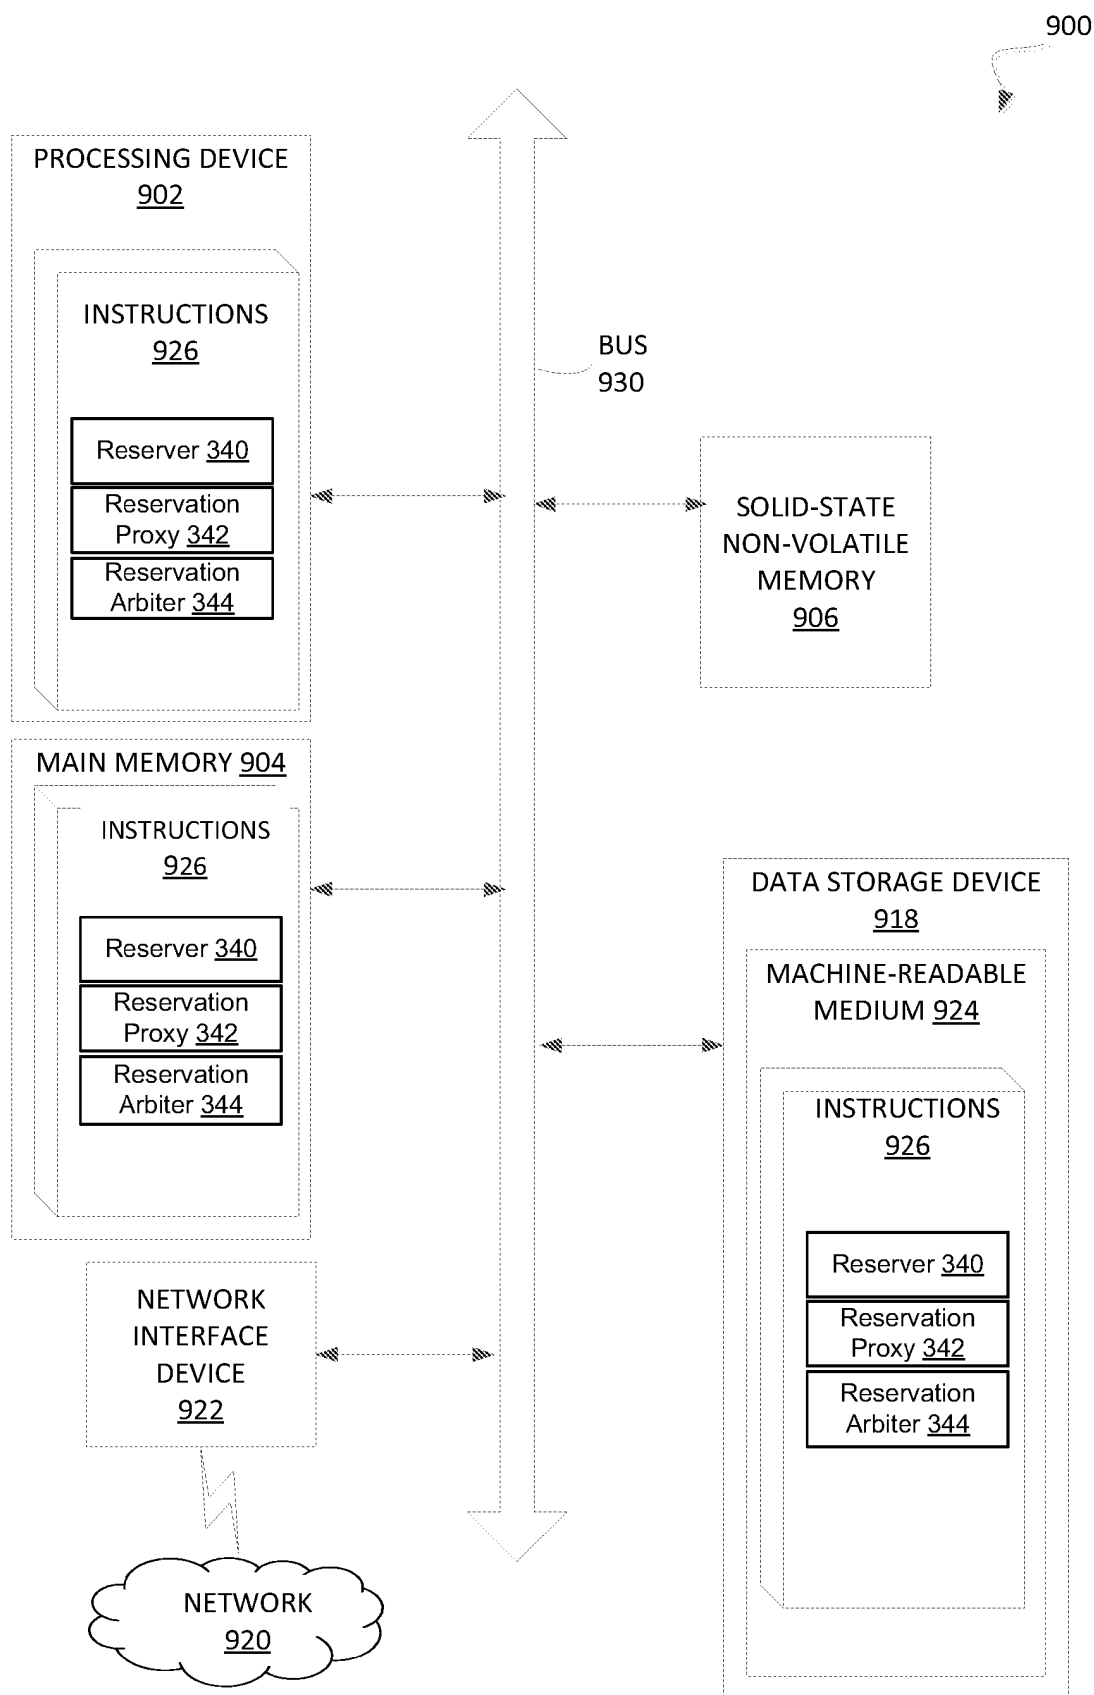 900
PROCESSING DEVICE
902
INSTRUCTIONS
926
Reserver 340
Reservation
Proxy 342
Reservation
Arbiter 344
BUS
930
SOLID-STATE
NON-VOLATILE
MEMORY
906
MAIN MEMORY 904
INSTRUCTIONS
926
Reserver 340
Reservation
Proxy 342
Reservation
Arbiter 344
DATA STORAGE DEVICE
918
MACHINE-READABLE
MEDIUM 924
INSTRUCTIONS
926
Reserver 340
Reservation
Proxy 342
Reservation
Arbiter 344
NETWORK
INTERFACE
DEVICE
922
NETWORK
920